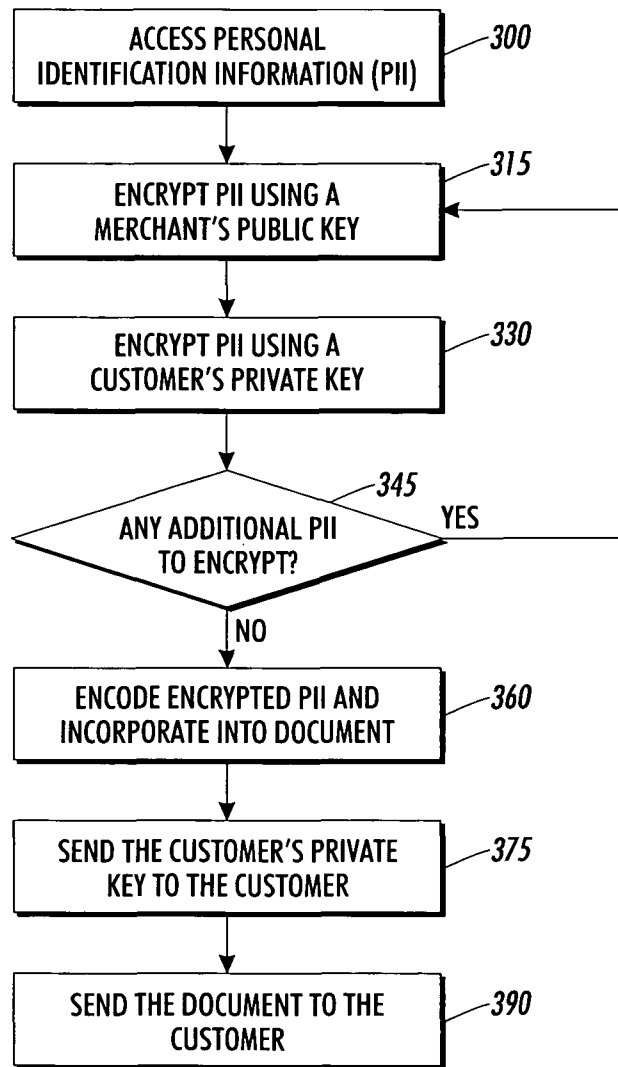 ACCESS PERSONAL
IDENTIFICATION INFORMATION (PII)
300
ENCRYPT PII USING A
MERCHANT'S PUBLIC KEY
315
ENCRYPT PII USING A
CUSTOMER'S PRIVATE KEY
330
ANY ADDITIONAL PII
TO ENCRYPT?
345
YES
NO
ENCODE ENCRYPTED PII AND
INCORPORATE INTO DOCUMENT
360
SEND THE CUSTOMER'S PRIVATE
KEY TO THE CUSTOMER
375
SEND THE DOCUMENT TO THE
CUSTOMER
390